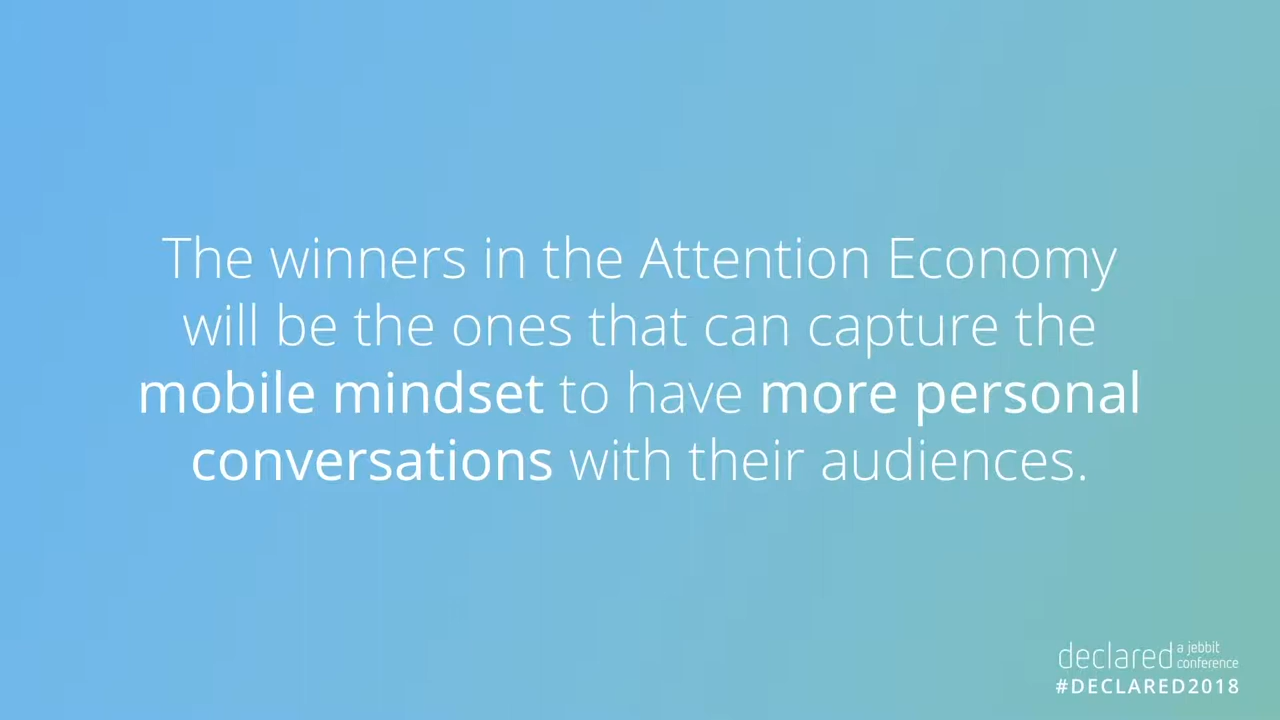 The winners in the Attention Economy
will be the ones that can capture the
mobile mindset to have more personal
conversations with their audiences.
declared a jebbit
conference
#DECLARED2018